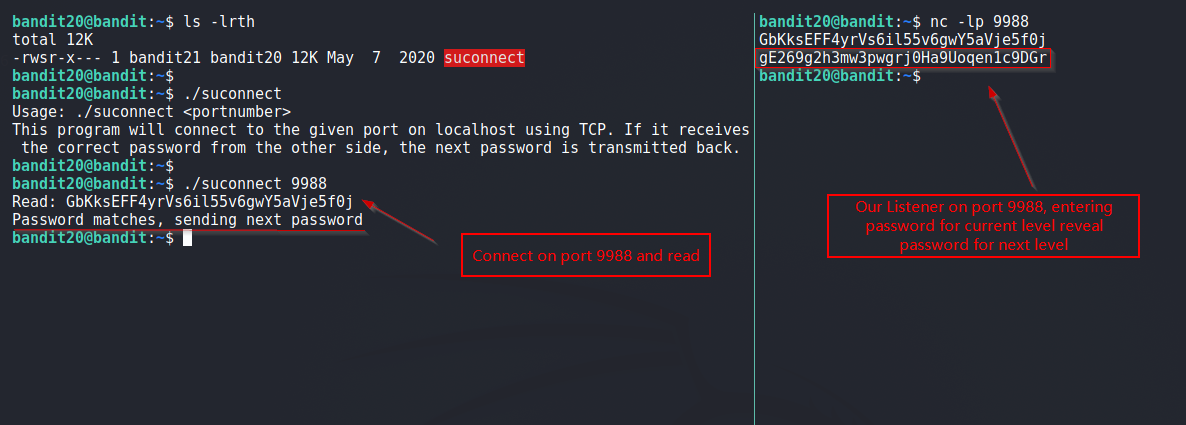 bandit20@bandit:~$ ls -lrth
total 12K
-rwsr-x--- 1 bandit21 bandit20 12K May  7  2020 suconnect
bandit20@bandit:~$
bandit20@bandit:~$ ./suconnect
Usage: ./suconnect <portnumber>
This program will connect to the given port on localhost using TCP. If it receives
 the correct password from the other side, the next password is transmitted back.
bandit20@bandit:~$
bandit20@bandit:~$ ./suconnect 9988
Read: GbKksEFF4yrVs6il55v6gwY5aVje5f0j
Password matches, sending next password
bandit20@bandit:~$
Connect on port 9988 and read
bandit20@bandit:~$ nc -lp 9988
GbKksEFF4yrVs6il55v6gwY5aVje5f0j
gE269g2h3mw3pwgrj0Ha9Uoqen1c9DGr
bandit20@bandit:~$
Our Listener on port 9988, entering
password for current level reveal
password for next level